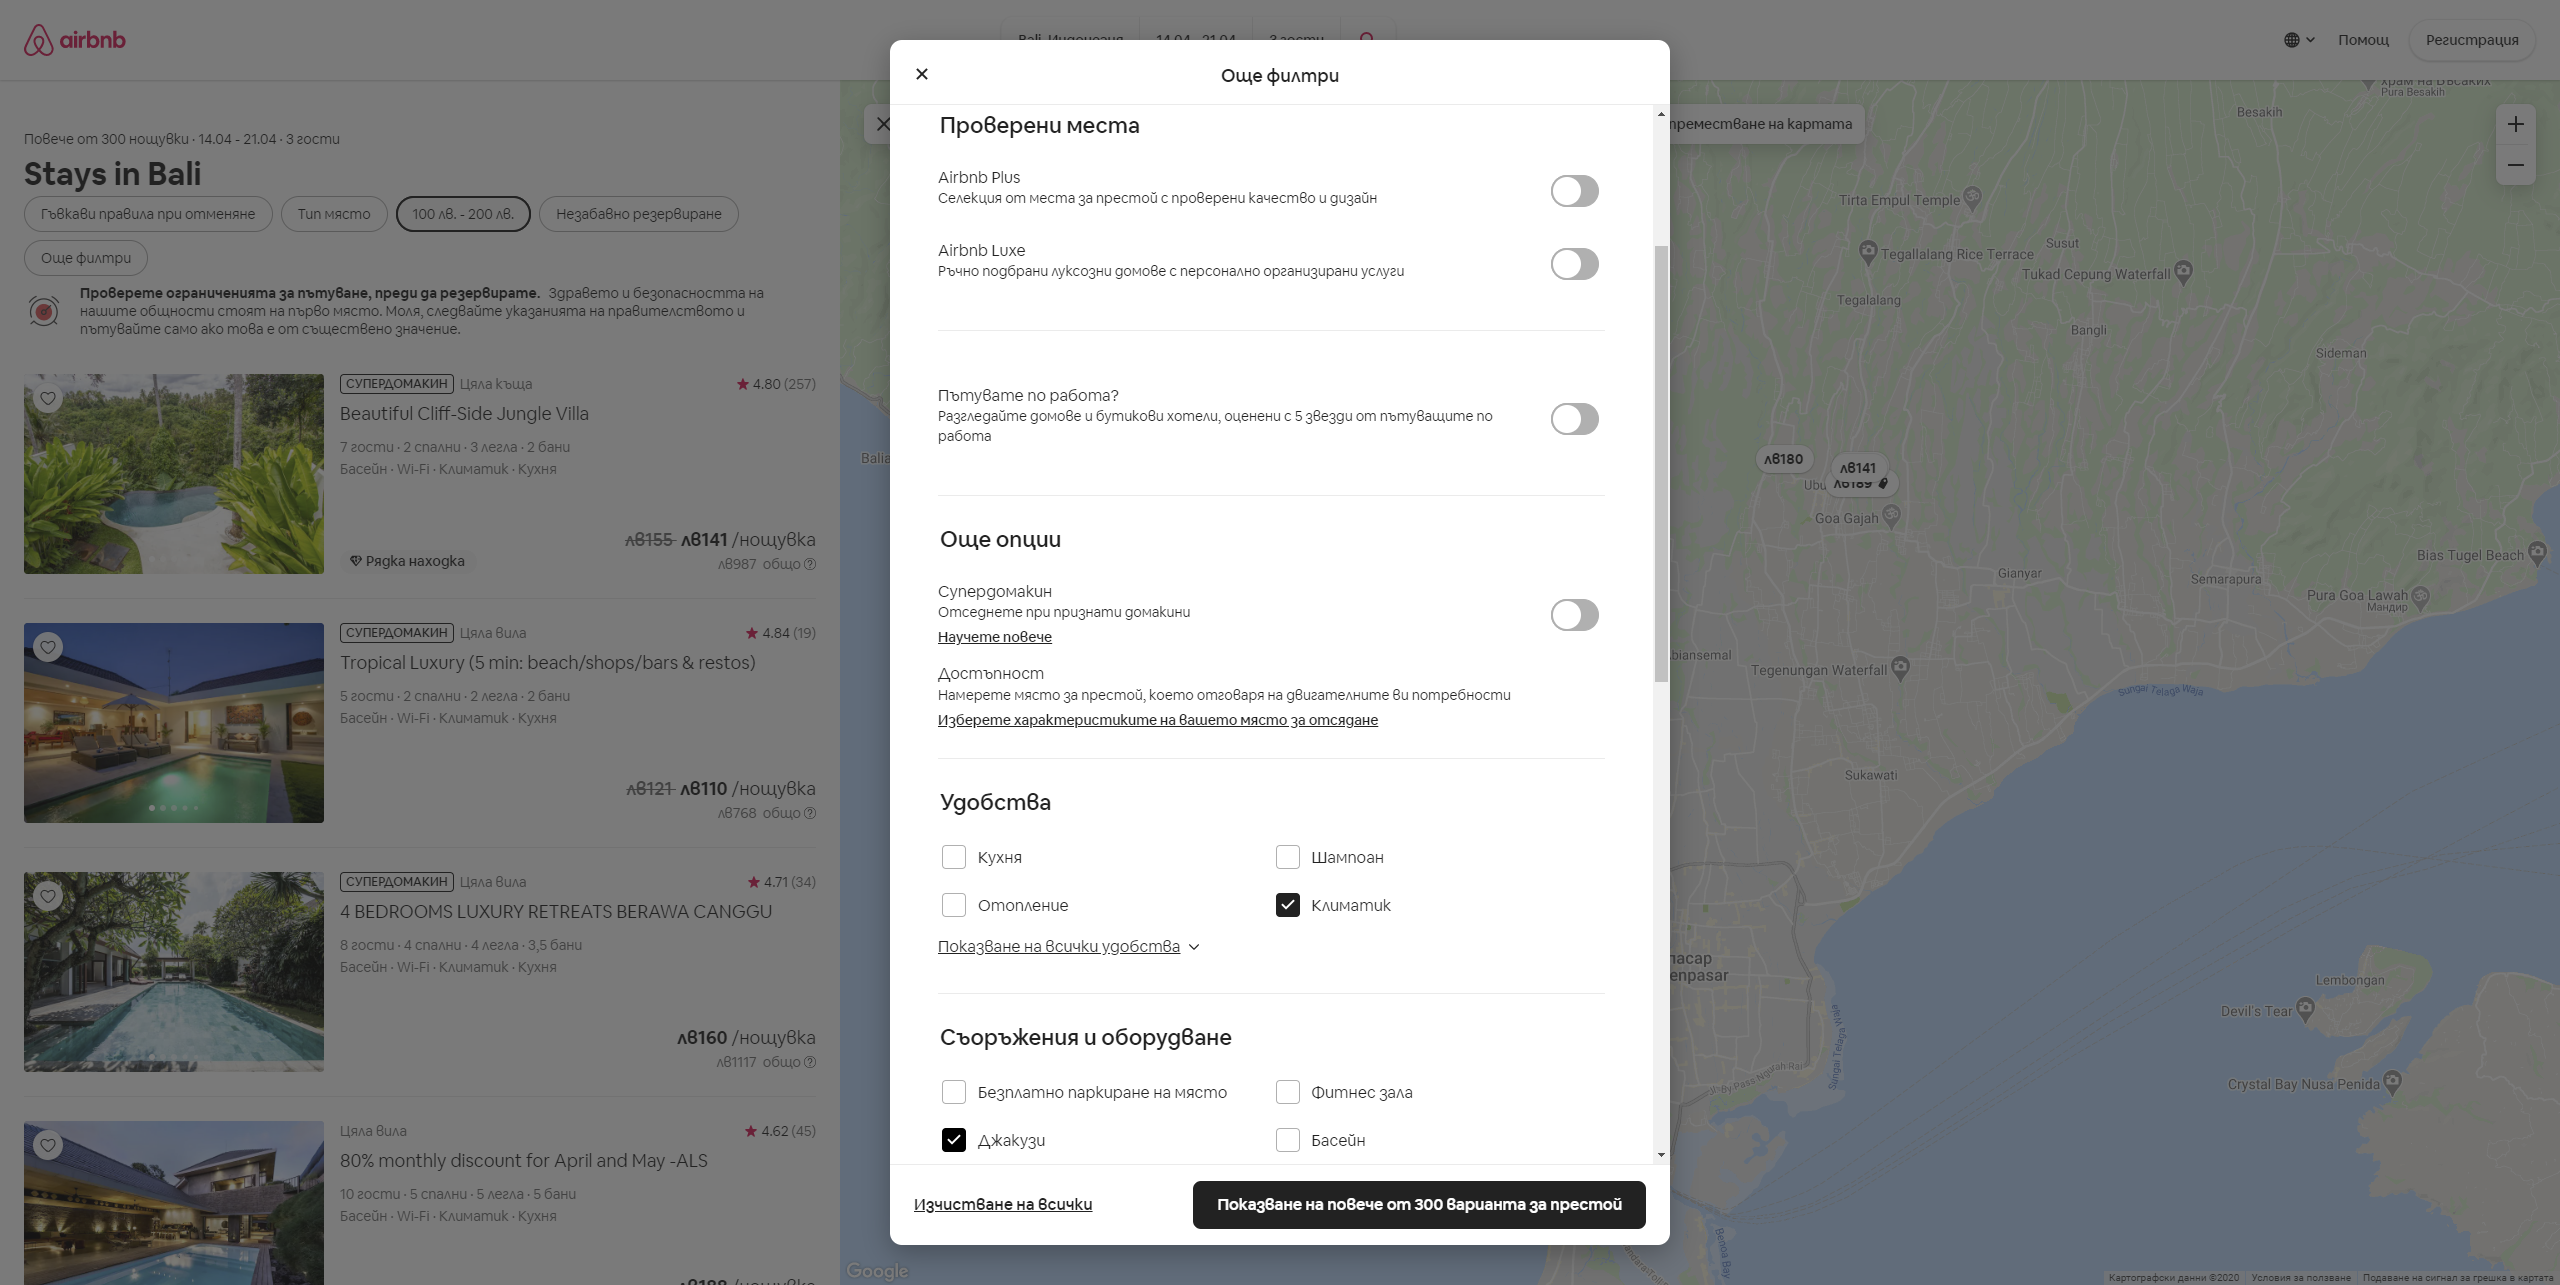 airbnb
Помощ
Регистрация
Повече от 300 нощувки · 14.04 - 21.04 · 3 гости
Stays in Bali
Гъвкави правила при отменяне
Тип място
100 лв. - 200 лв.
Незабавно резервиране
Още филтри
Проверете ограниченията за пътуване, преди да резервирате. Здравето и безопасността на
нашите общности стоят на първо място. Моля, следвайте указанията на правителството и
пътувайте само ако това е от съществено значение.
СУПЕРДОМАКИН Цяла къща
4.80 (257)
Beautiful Cliff-Side Jungle Villa
7 гости · 2 спални · 3 легла · 2 бани
Басейн · Wi-Fi · Климатик · Кухня
лв155 лв141 /нощувка
Рядка находка
лв987 общо
СУПЕРДОМАКИН Цяла вила
4.84 (19)
Tropical Luxury (5 min: beach/shops/bars & restos)
5 гости · 2 спални · 2 легла · 2 бани
Басейн · Wi-Fi · Климатик · Кухня
лв121 лв110 /нощувка
лв768 общо
СУПЕРДОМАКИН Цяла вила
4.71 (34)
4 BEDROOMS LUXURY RETREATS BERAWA CANGGU
8 гости · 4 спални · 4 легла · 3,5 бани
Басейн · Wi-Fi · Климатик · Кухня
лв160 /нощувка
лв1117 общо
Цяла вила
4.62 (45)
80% monthly discount for April and May -ALS
10 гости · 5 спални · 5 легла · 5 бани
Басейн · Wi-Fi · Климатик · Кухня
Още филтри
Проверени места
Airbnb Plus
Селекция от места за престой с проверени качество и дизайн
Airbnb Luxe
Ръчно подбрани луксозни домове с персонално организирани услуги
Пътувате по работа?
Разгледайте домове и бутикови хотели, оценени с 5 звезди от пътуващите по
работа
Още опции
Супердомакин
Отседнете при признати домакини
Научете повече
Достъпност
Намерете място за престой, което отговаря на двигателните ви потребности
Изберете характеристиките на вашето място за отсядане
Удобства
Кухня
Шампоан
Отопление
Климатик
Показване на всички удобства
Съоръжения и оборудване
Безплатно паркиране на място
Фитнес зала
Джакузи
Басейн
Изчистване на всички
Показване на повече от 300 варианта за престой
преместване на картата
Pura Besakih
Besakih
Tirta Empul Temple
Tegallalang Rice Terrace
Susut
Tukad Cepung Waterfall
Tegalalang
Bangli
Sideman
лв180
лв141
лв189
Goa Gajah
Bias Tugel Beach
Gianyar
Semarapura
Pura Goa Lawah
Мандир
Abiansemal
Tegenungan Waterfall
Sungai Telaga Waja
Sukawati
Lembongan
Devil's Tear
Crystal Bay Nusa Penida
Google
Картографски данни ©2020
Условия за ползване
Подаване на сигнал за грешка в картата